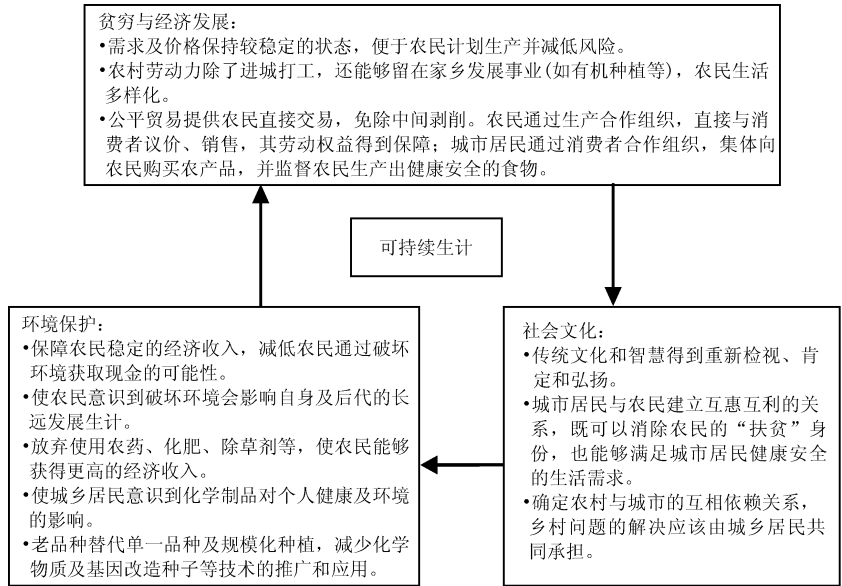 贫穷与经济发展：
•需求及价格保持较稳定的状态，便于农民计划生产并减低风险。
•农村劳动力除了进城打工，还能够留在家乡发展事业(如有机种植等)，农民生活
多样化。
•公平贸易提供农民直接交易，免除中间剥削。农民通过生产合作组织，直接与消
费者议价、销售，其劳动权益得到保障；城市居民通过消费者合作组织，集体向
农民购买农产品，并监督农民生产出健康安全的食物。
可持续生计
环境保护：
•保障农民稳定的经济收入，减低农民通过破坏
环境获取现金的可能性。
•使农民意识到破坏环境会影响自身及后代的长
远发展生计。
•放弃使用农药、化肥、除草剂等，使农民能够
获得更高的经济收入。
•使城乡居民意识到化学制品对个人健康及环境
的影响。
•老品种替代单一品种及规模化种植，减少化学
物质及基因改造种子等技术的推广和应用。
社会文化：
•传统文化和智慧得到重新检视、肯
定和弘扬。
•城市居民与农民建立互惠互利的关
系，既可以消除农民的“扶贫”身
份，也能够满足城市居民健康安全
的生活需求。
•确定农村与城市的互相依赖关系，
乡村问题的解决应该由城乡居民共
同承担。